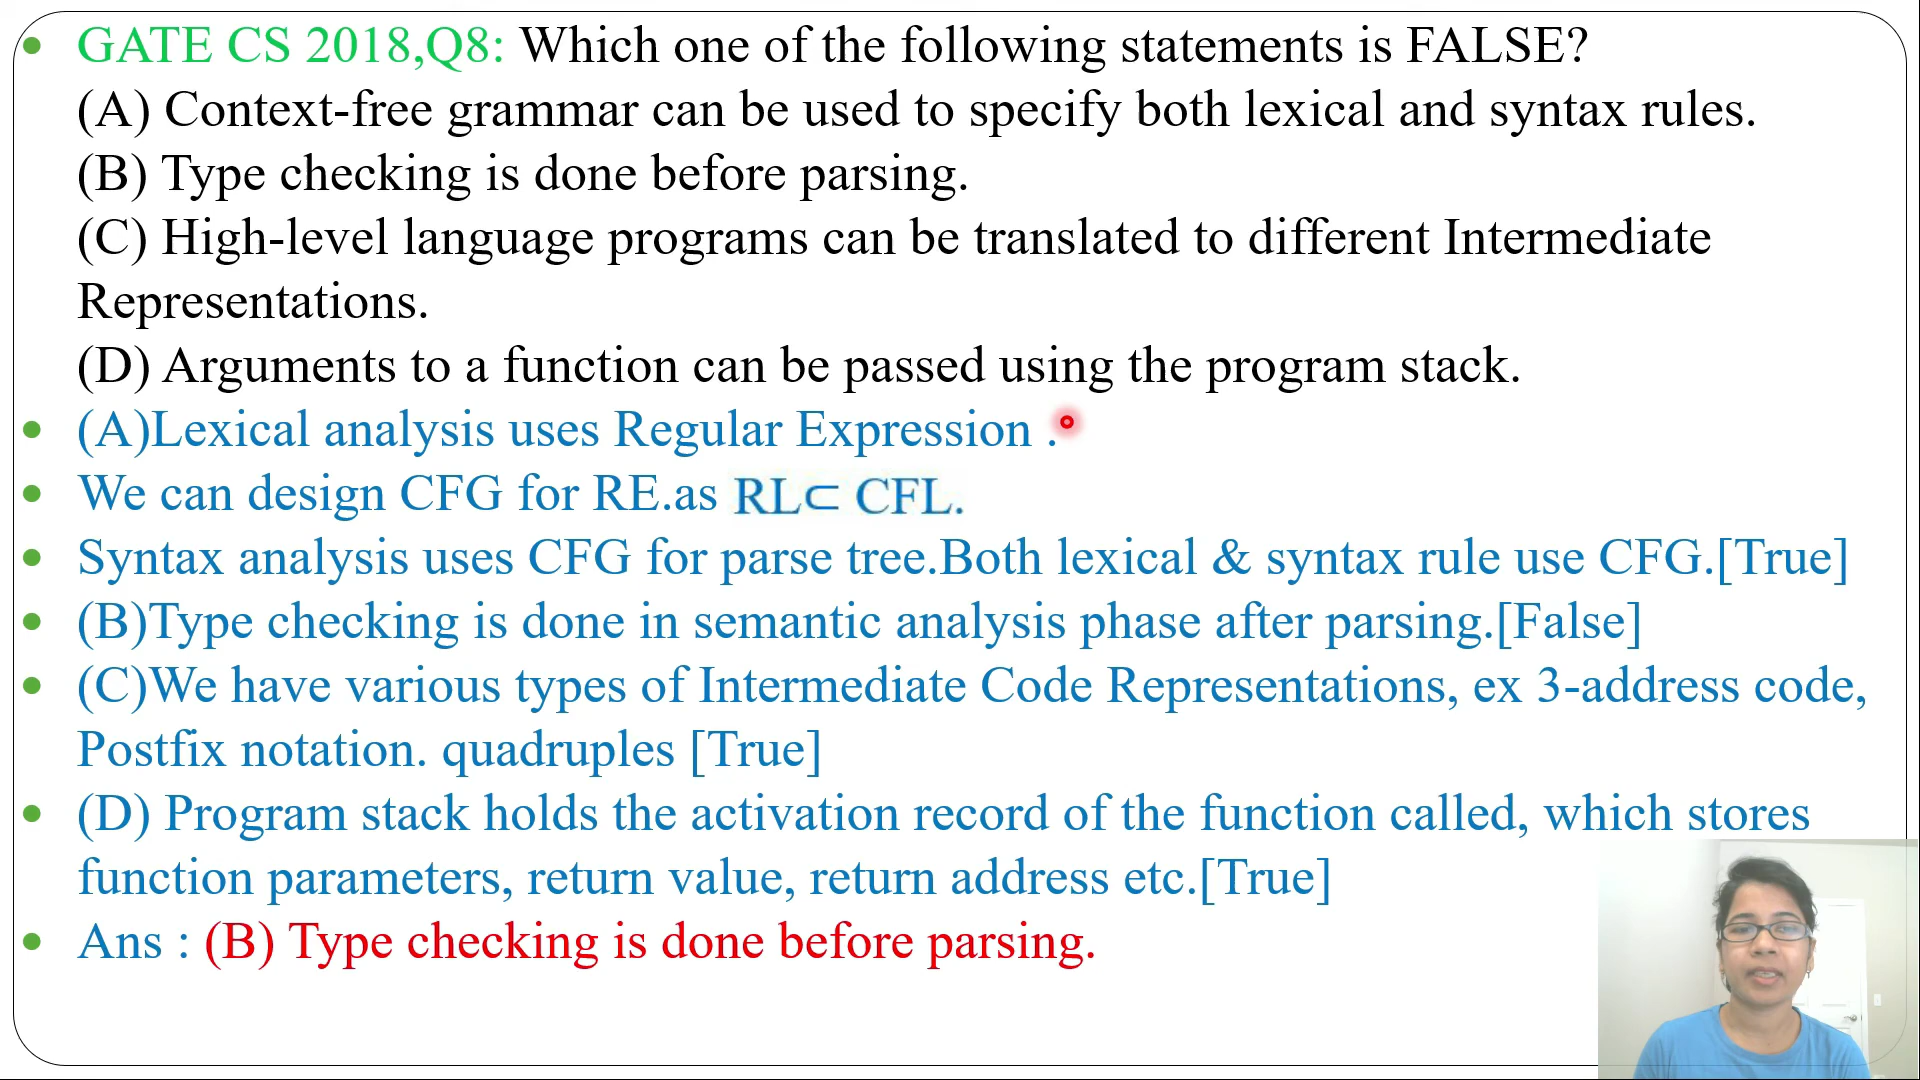 GATE CS 2018,Q8: Which one of the following statements is FALSE?
(A) Context-free grammar can be used to specify both lexical and syntax rules.
(B) Type checking is done before parsing.
(C) High-level language programs can be translated to different Intermediate
Representations.
(D) Arguments to a function can be passed using the program stack.
(A)Lexical analysis uses Regular Expression .
We can design CFG for RE.as RL⊂ CFL.
Syntax analysis uses CFG for parse tree.Both lexical & syntax rule use CFG.[True]
(B)Type checking is done in semantic analysis phase after parsing.[False]
(C)We have various types of Intermediate Code Representations, ex 3-address code,
Postfix notation. quadruples [True]
(D) Program stack holds the activation record of the function called, which stores
function parameters, return value, return address etc.[True]
Ans : (B) Type checking is done before parsing.